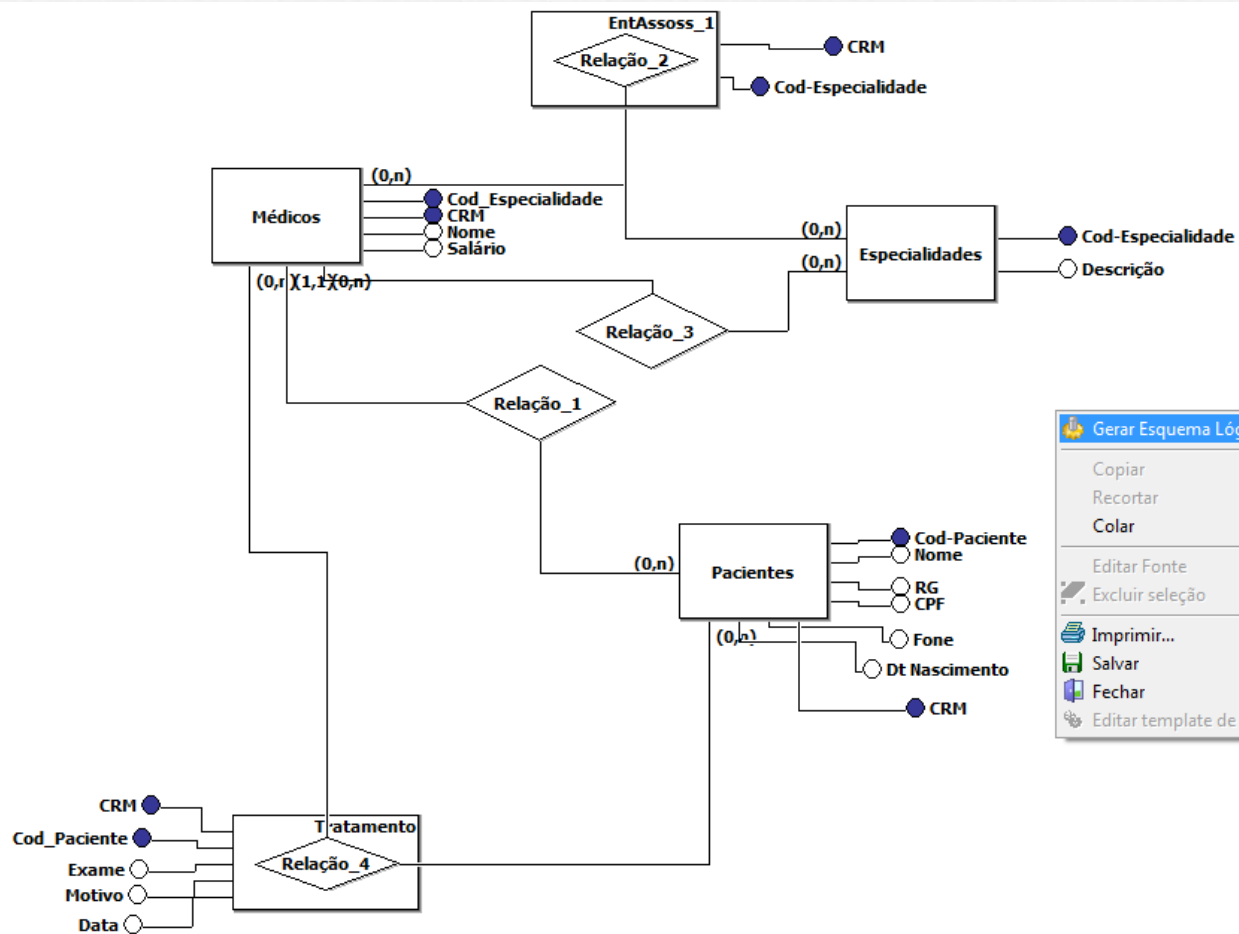 EntAssoss_1
Relação_2
CRM
Cod-Especialidade
(0,n)
Médicos
Cod_Especialidade
CRM
Nome
Salário
(0,n)
Especialidades
(0,n)
Cod-Especialidade
Descrição
(1,1)
(0,n)
Relação_3
Relação_1
Gerar Esquema Lóg
Copiar
Recortar
Colar
Editar Fonte
Excluir seleção
Imprimir...
Salvar
Fechar
Editar template de
(0,n)
Pacientes
Cod-Paciente
Nome
RG
CPF
(0,n)
Fone
Dt Nascimento
CRM
CRM
Cod_Paciente
Exame
Motivo
Data
Tratamento
Relação_4